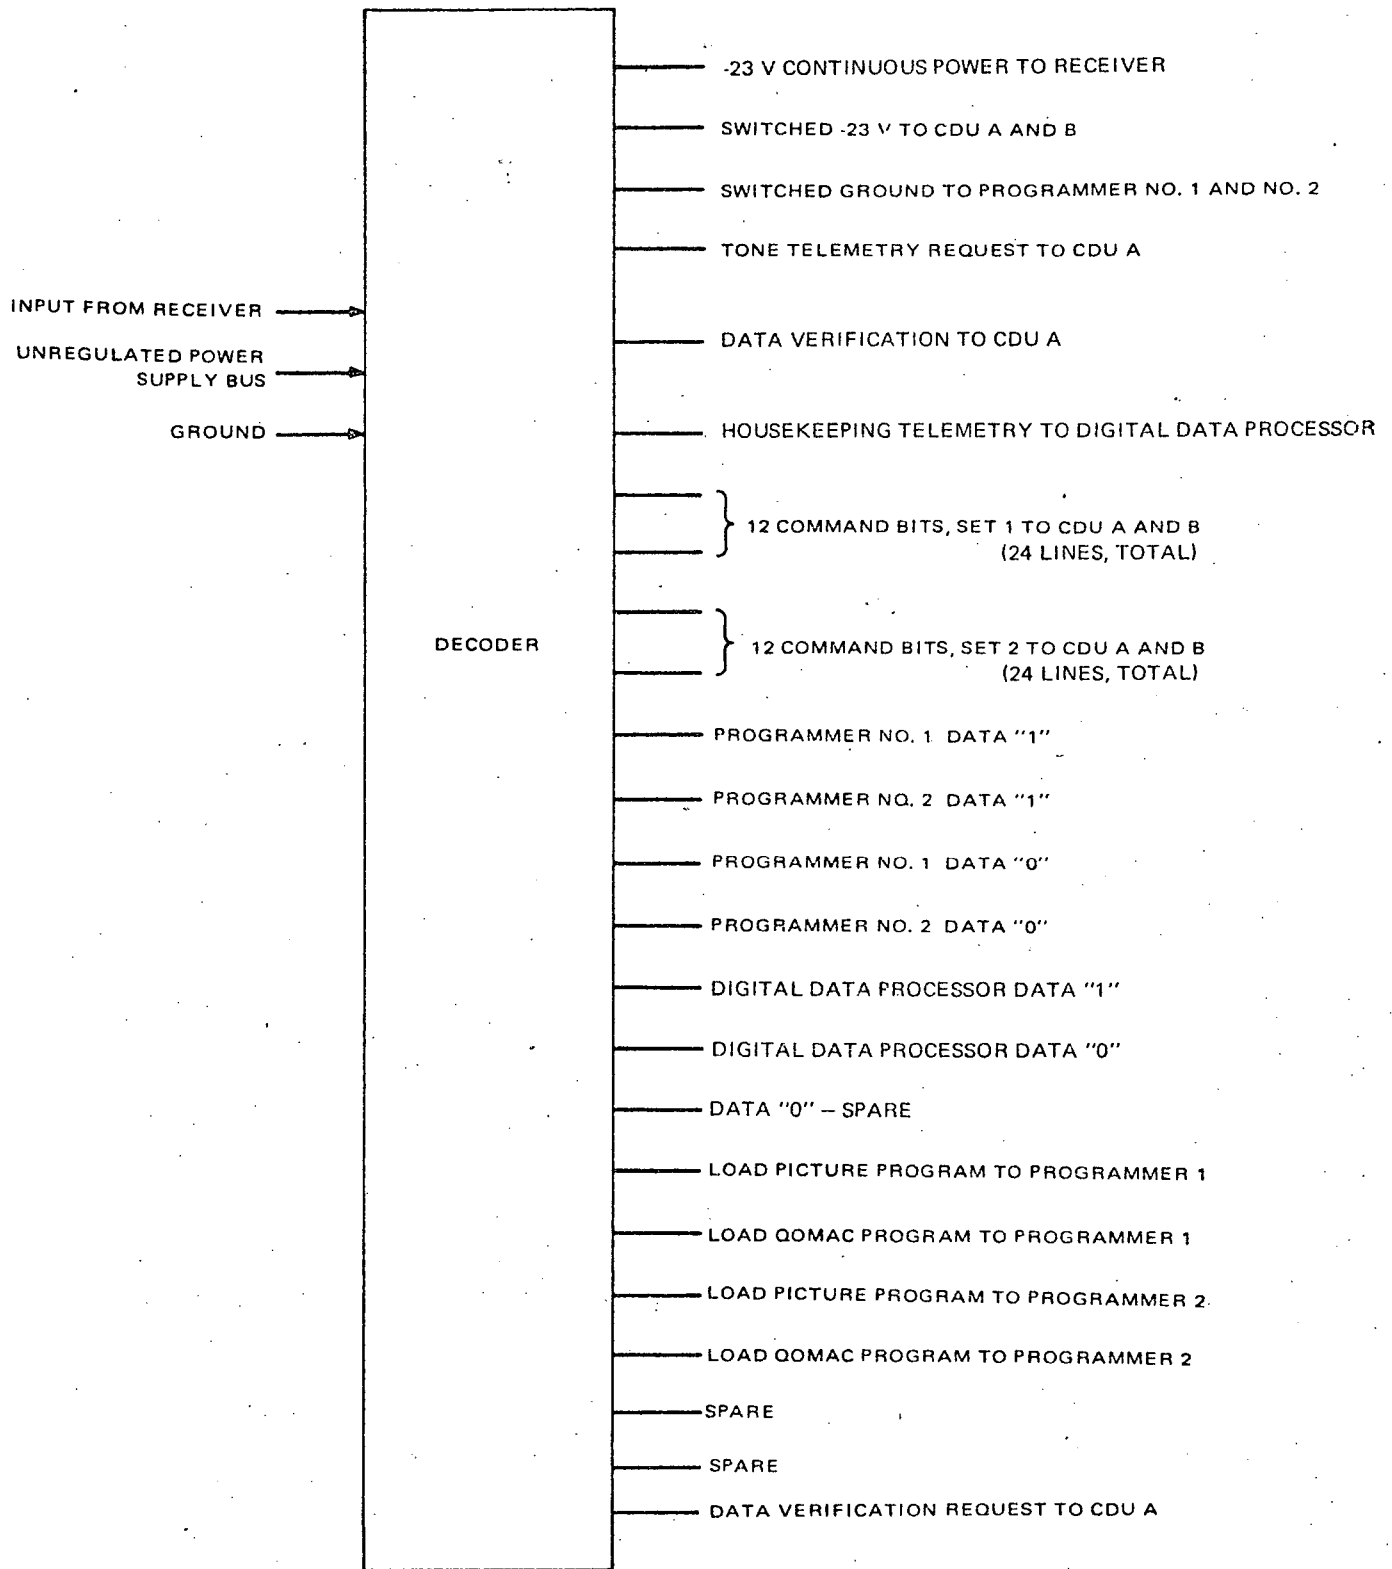 -23 V CONTINUOUS POWER TO RECEIVER
SWITCHED -23 V TO CDU A AND B
SWITCHED GROUND TO PROGRAMMER NO. 1 AND NO. 2
TONE TELEMETRY REQUEST TO CDU A
INPUT FROM RECEIVER
UNREGULATED POWER
SUPPLY BUS
GROUND
DATA VERIFICATION TO CDU A
HOUSEKEEPING TELEMETRY TO DIGITAL DATA PROCESSOR
12 COMMAND BITS, SET 1 TO CDU A AND B
(24 LINES, TOTAL)
DECODER
12 COMMAND BITS, SET 2 TO CDU A AND B
(24 LINES, TOTAL)
PROGRAMMER NO. 1 DATA "1"
PROGRAMMER NO. 2 DATA "1"
PROGRAMMER NO. 1 DATA "0"
PROGRAMMER NO. 2 DATA "0"
DIGITAL DATA PROCESSOR DATA "1"
DIGITAL DATA PROCESSOR DATA "0"
DATA "0" – SPARE
LOAD PICTURE PROGRAM TO PROGRAMMER 1
LOAD QOMAC PROGRAM TO PROGRAMMER 1
LOAD PICTURE PROGRAM TO PROGRAMMER 2
LOAD QOMAC PROGRAM TO PROGRAMMER 2
SPARE
SPARE
DATA VERIFICATION REQUEST TO CDU A